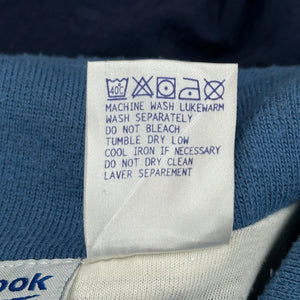 40°C
MACHINE WASH LUKEWARM
WASH SEPARATELY
DO NOT BLEACH
TUMBLE DRY LOW
COOL IRON IF NECESSARY
DO NOT DRY CLEAN
LAVER SEPAREMENT
ook